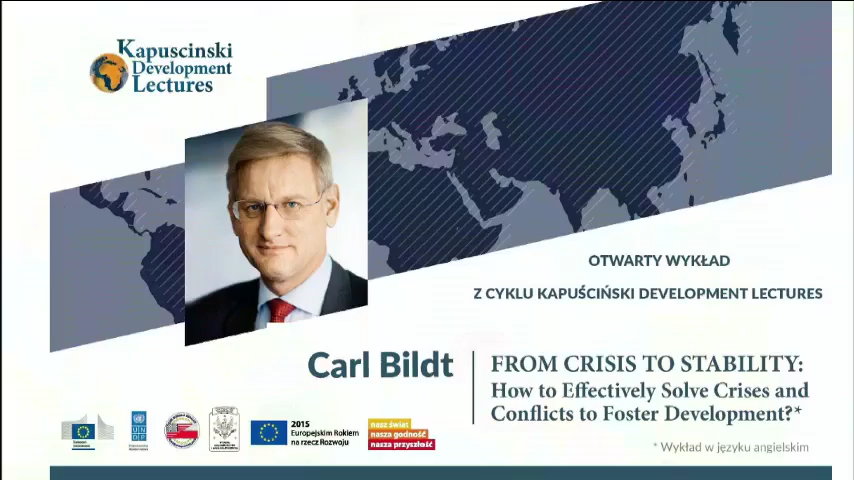 Kapuscinski
Development
Lectures
OTWARTY WYKŁAD
Z CYKLU KAPUŚCIŃSKI DEVELOPMENT LECTURES
Carl Bildt
FROM CRISIS TO STABILITY:
How to Effectively Solve Crises and
Conflicts to Foster Development?*
U N
D P
2015
Europejskim Rokiem
na rzecz Rozwoju
nasz świat
nasza godność
nasza przyszłość
* Wykład w języku angielskim